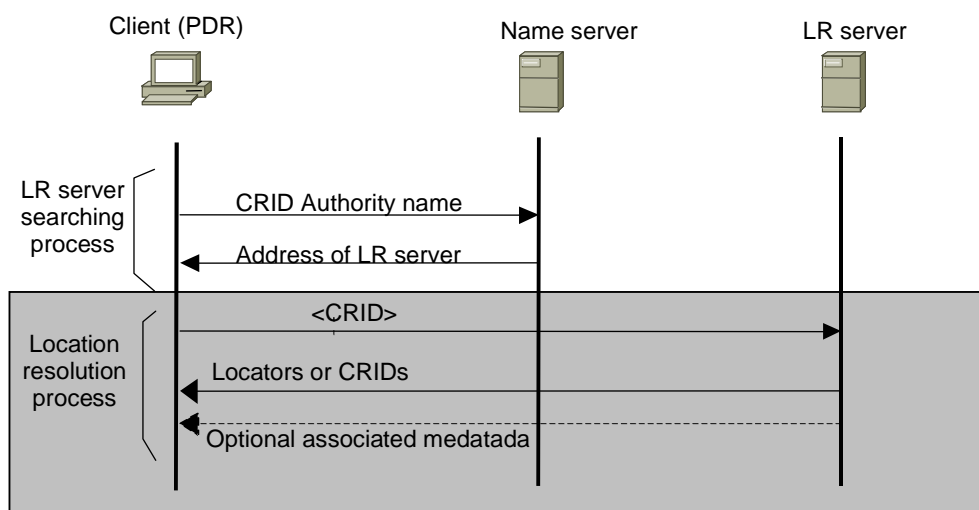 Client (PDR)
Name server
LR server
LR server
searching
process
CRID Authority name
Address of LR server
<CRID>
Location
resolution
process
Locators or CRIDs
Optional associated medatada